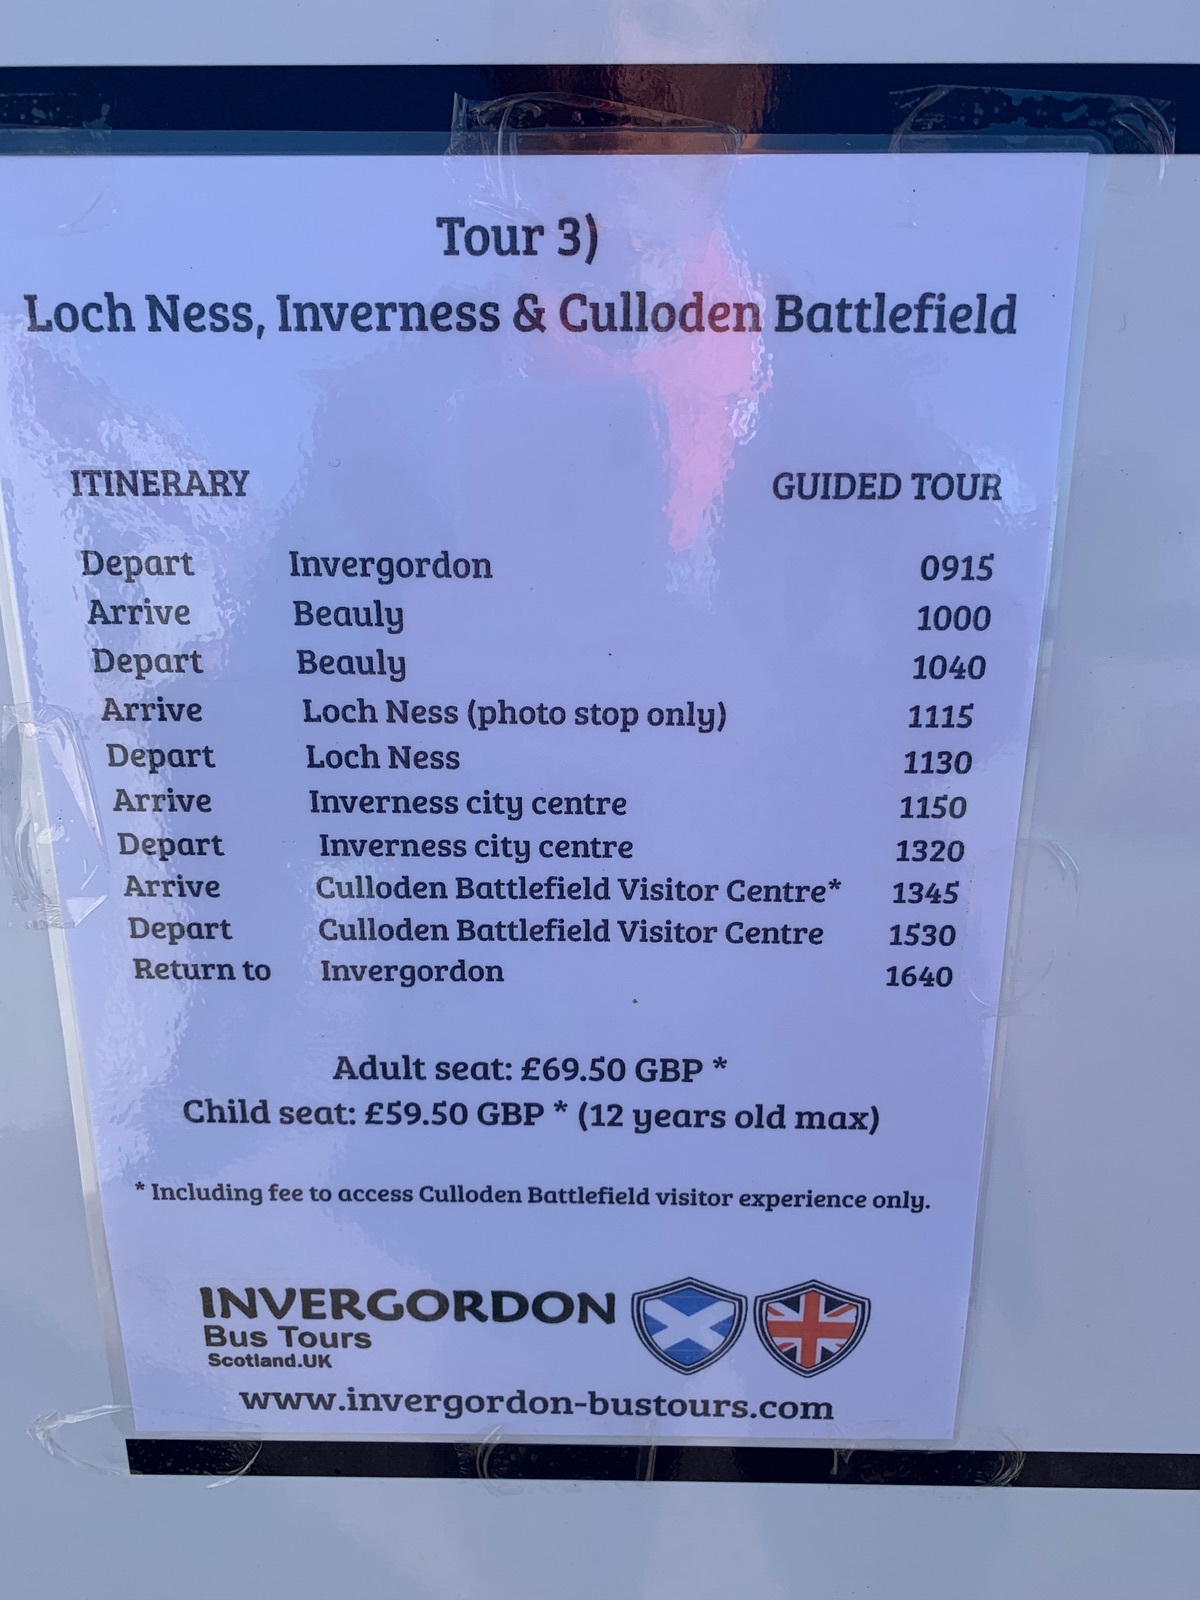 Tour 3)
Loch Ness, Inverness & Culloden Battlefield
ITINERARY GUIDED TOUR
Depart Invergordon 0915
Arrive Beauly 1000
Depart Beauly 1040
Arrive Loch Ness (photo stop only) 1115
Depart Loch Ness 1130
Arrive Inverness city centre 1150
Depart Inverness city centre 1320
Arrive Culloden Battlefield Visitor Centre* 1345
Depart Culloden Battlefield Visitor Centre 1530
Return to Invergordon 1640
Adult seat: £69.50 GBP *
Child seat: £59.50 GBP * (12 years old max)
* Including fee to access Culloden Battlefield visitor experience only.
INVERGORDON
Bus Tours
Scotland.UK
www.invergordon-bustours.com